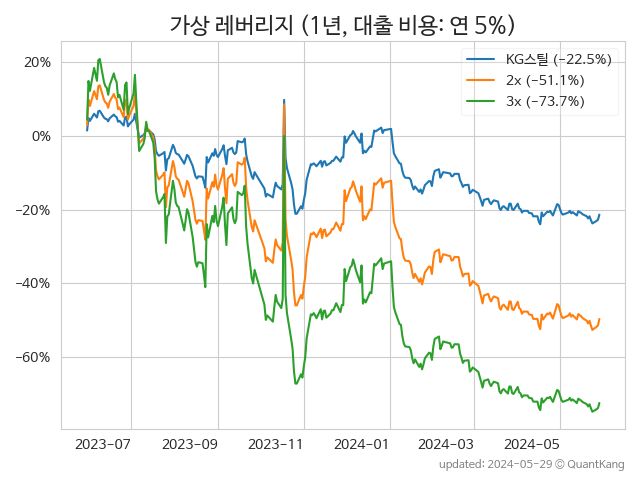 가상 레버리지 (1년, 대출 비용: 연 5%)
KG스틸 (−22.5%)
2x (−51.1%)
3x (−73.7%)
20%
0%
−20%
−40%
−60%
2023-07 2023-09 2023-11 2024-01 2024-03 2024-05
updated: 2024-05-29 © QuantKang